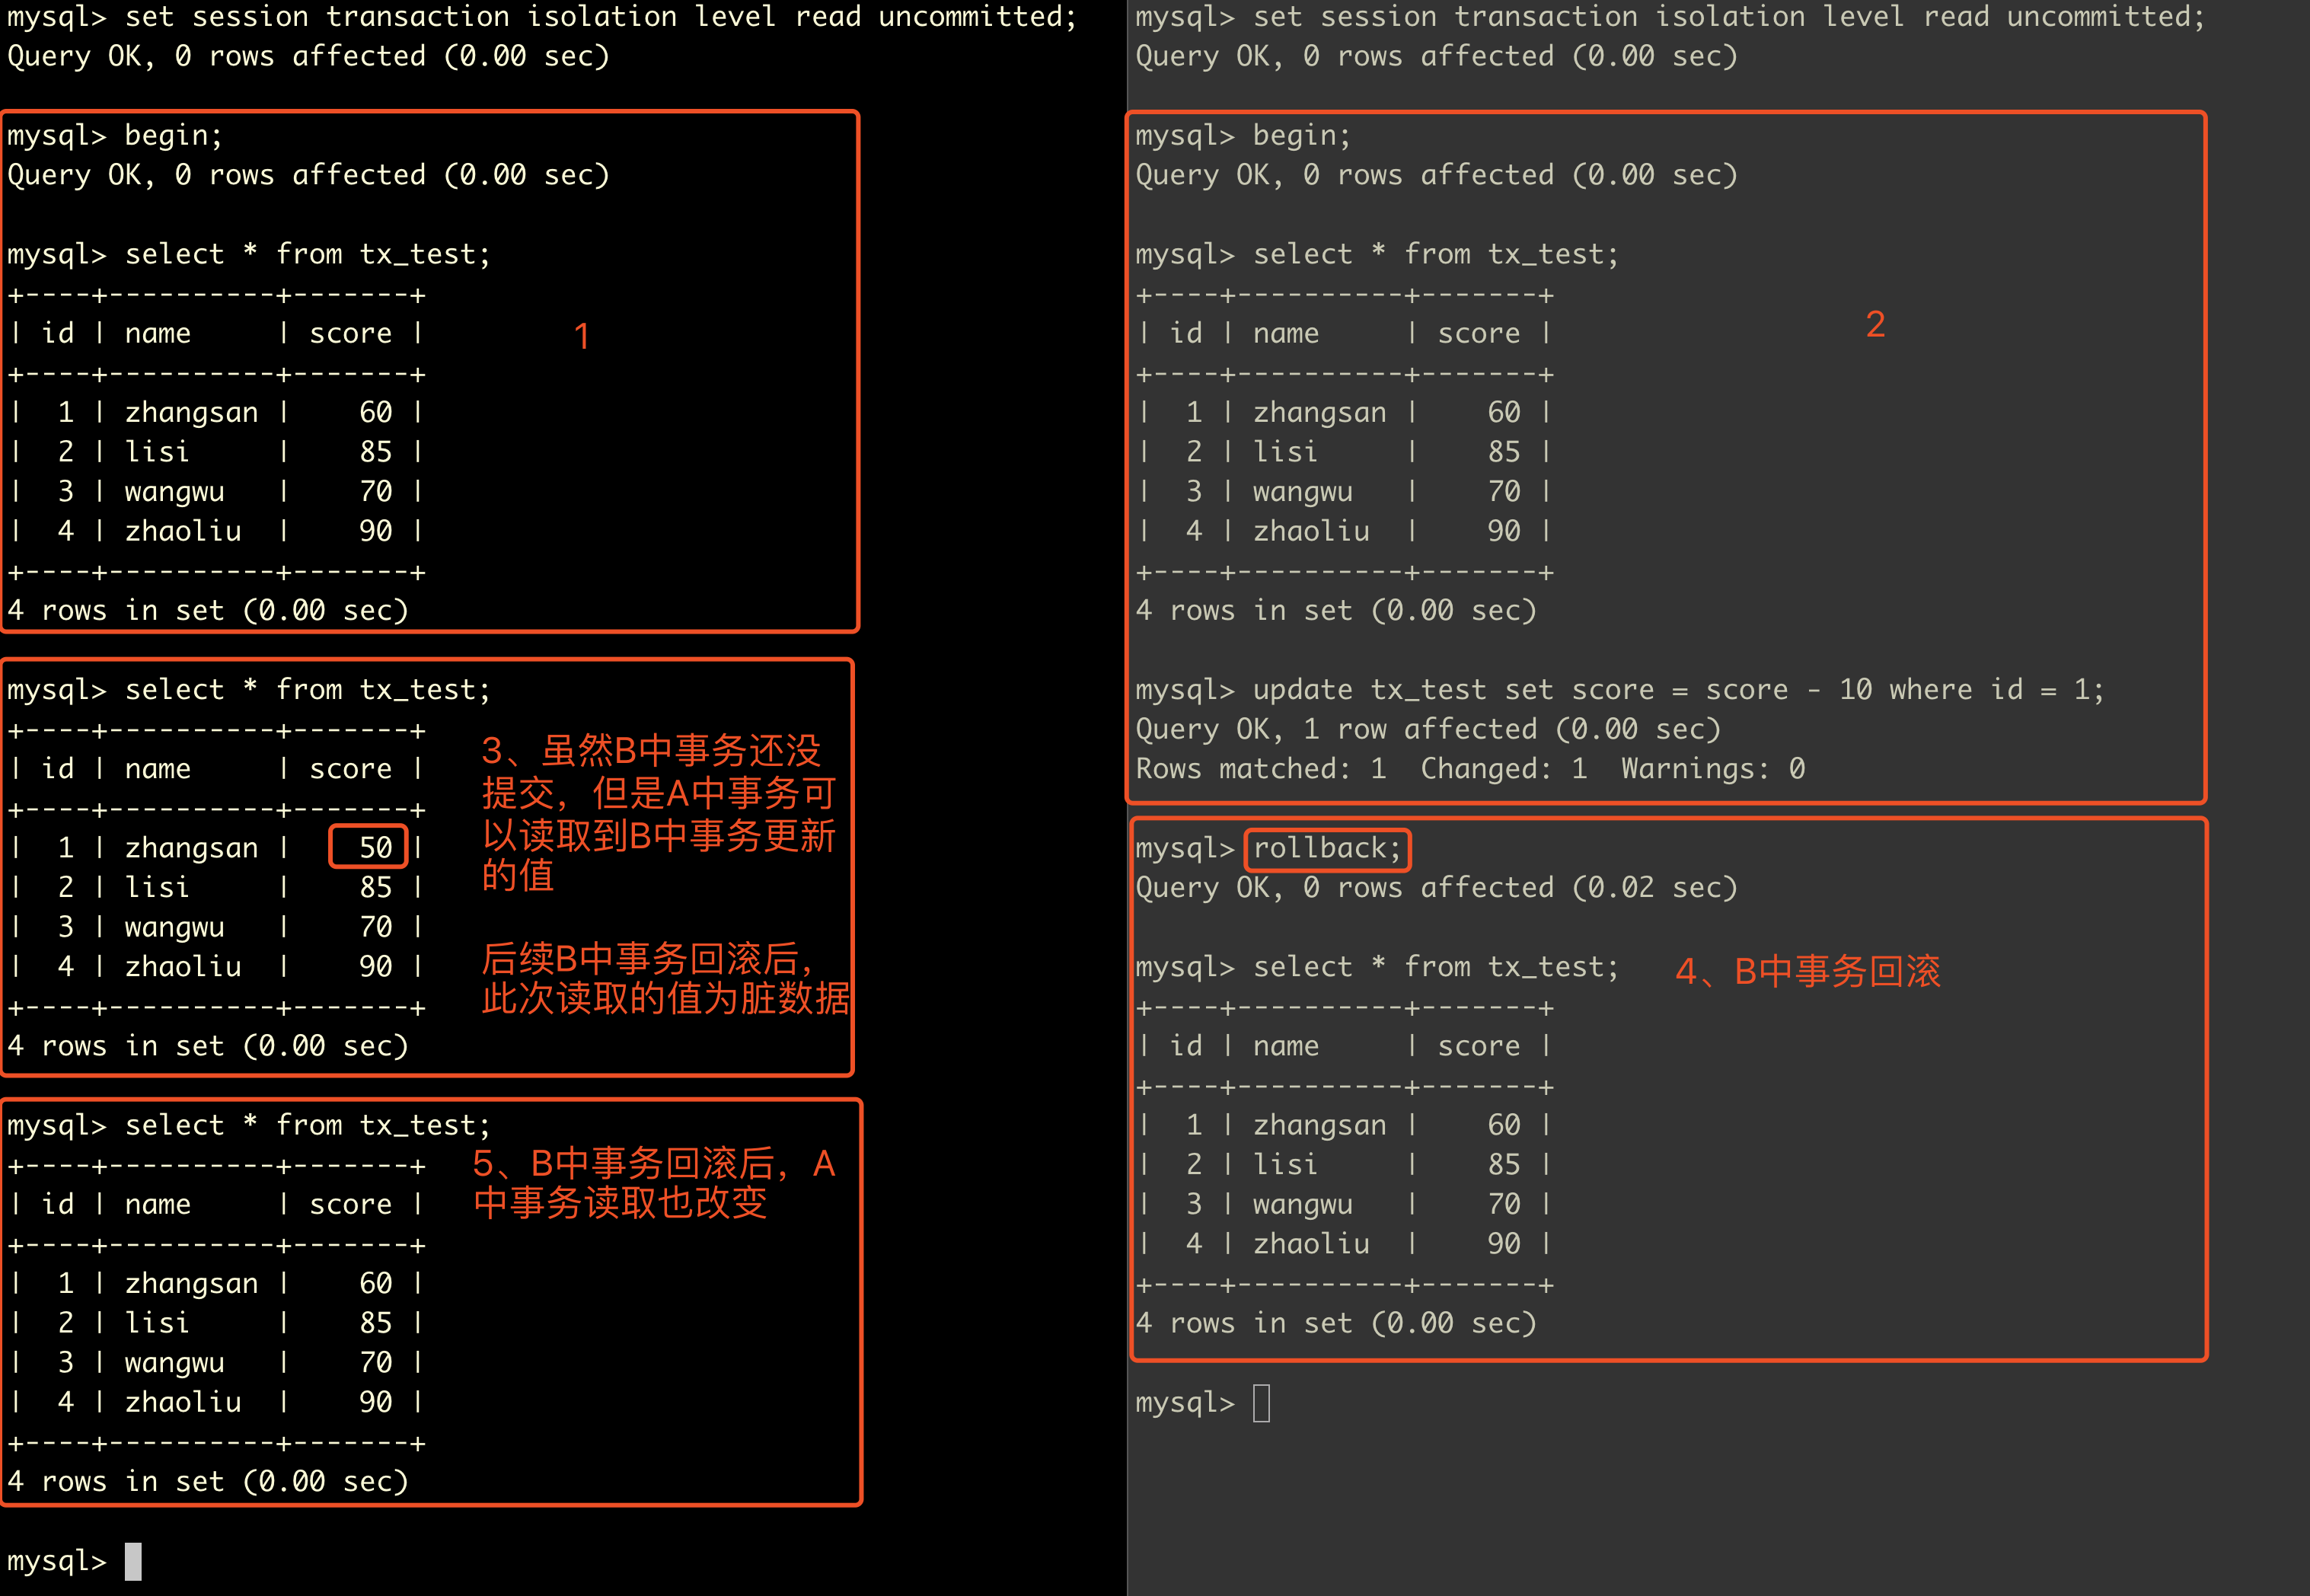 mysql> set session transaction isolation level read uncommitted;
Query OK, 0 rows affected (0.00 sec)
mysql> begin;
Query OK, 0 rows affected (0.00 sec)
mysql> select * from tx_test;
+----+----------+-------+
| id | name     | score |
+----+----------+-------+
|  1 | zhangsan |    60 |
|  2 | lisi     |    85 |
|  3 | wangwu   |    70 |
|  4 | zhaoliu  |    90 |
+----+----------+-------+
4 rows in set (0.00 sec)
1
mysql> select * from tx_test;
+----+----------+-------+
| id | name     | score |
+----+----------+-------+
|  1 | zhangsan |    50 |
|  2 | lisi     |    85 |
|  3 | wangwu   |    70 |
|  4 | zhaoliu  |    90 |
+----+----------+-------+
4 rows in set (0.00 sec)
3、虽然B中事务还没
提交，但是A中事务可
以读取到B中事务更新
的值
后续B中事务回滚后，
此次读取的值为脏数据
mysql> select * from tx_test;
+----+----------+-------+
| id | name     | score |
+----+----------+-------+
|  1 | zhangsan |    60 |
|  2 | lisi     |    85 |
|  3 | wangwu   |    70 |
|  4 | zhaoliu  |    90 |
+----+----------+-------+
4 rows in set (0.00 sec)
5、B中事务回滚后，A
中事务读取也改变
mysql>
mysql> set session transaction isolation level read uncommitted;
Query OK, 0 rows affected (0.00 sec)
mysql> begin;
Query OK, 0 rows affected (0.00 sec)
mysql> select * from tx_test;
+----+----------+-------+
| id | name     | score |
+----+----------+-------+
|  1 | zhangsan |    60 |
|  2 | lisi     |    85 |
|  3 | wangwu   |    70 |
|  4 | zhaoliu  |    90 |
+----+----------+-------+
4 rows in set (0.00 sec)
2
mysql> update tx_test set score = score - 10 where id = 1;
Query OK, 1 row affected (0.00 sec)
Rows matched: 1  Changed: 1  Warnings: 0
mysql> rollback;
Query OK, 0 rows affected (0.02 sec)
mysql> select * from tx_test;
4、B中事务回滚
+----+----------+-------+
| id | name     | score |
+----+----------+-------+
|  1 | zhangsan |    60 |
|  2 | lisi     |    85 |
|  3 | wangwu   |    70 |
|  4 | zhaoliu  |    90 |
+----+----------+-------+
4 rows in set (0.00 sec)
mysql>